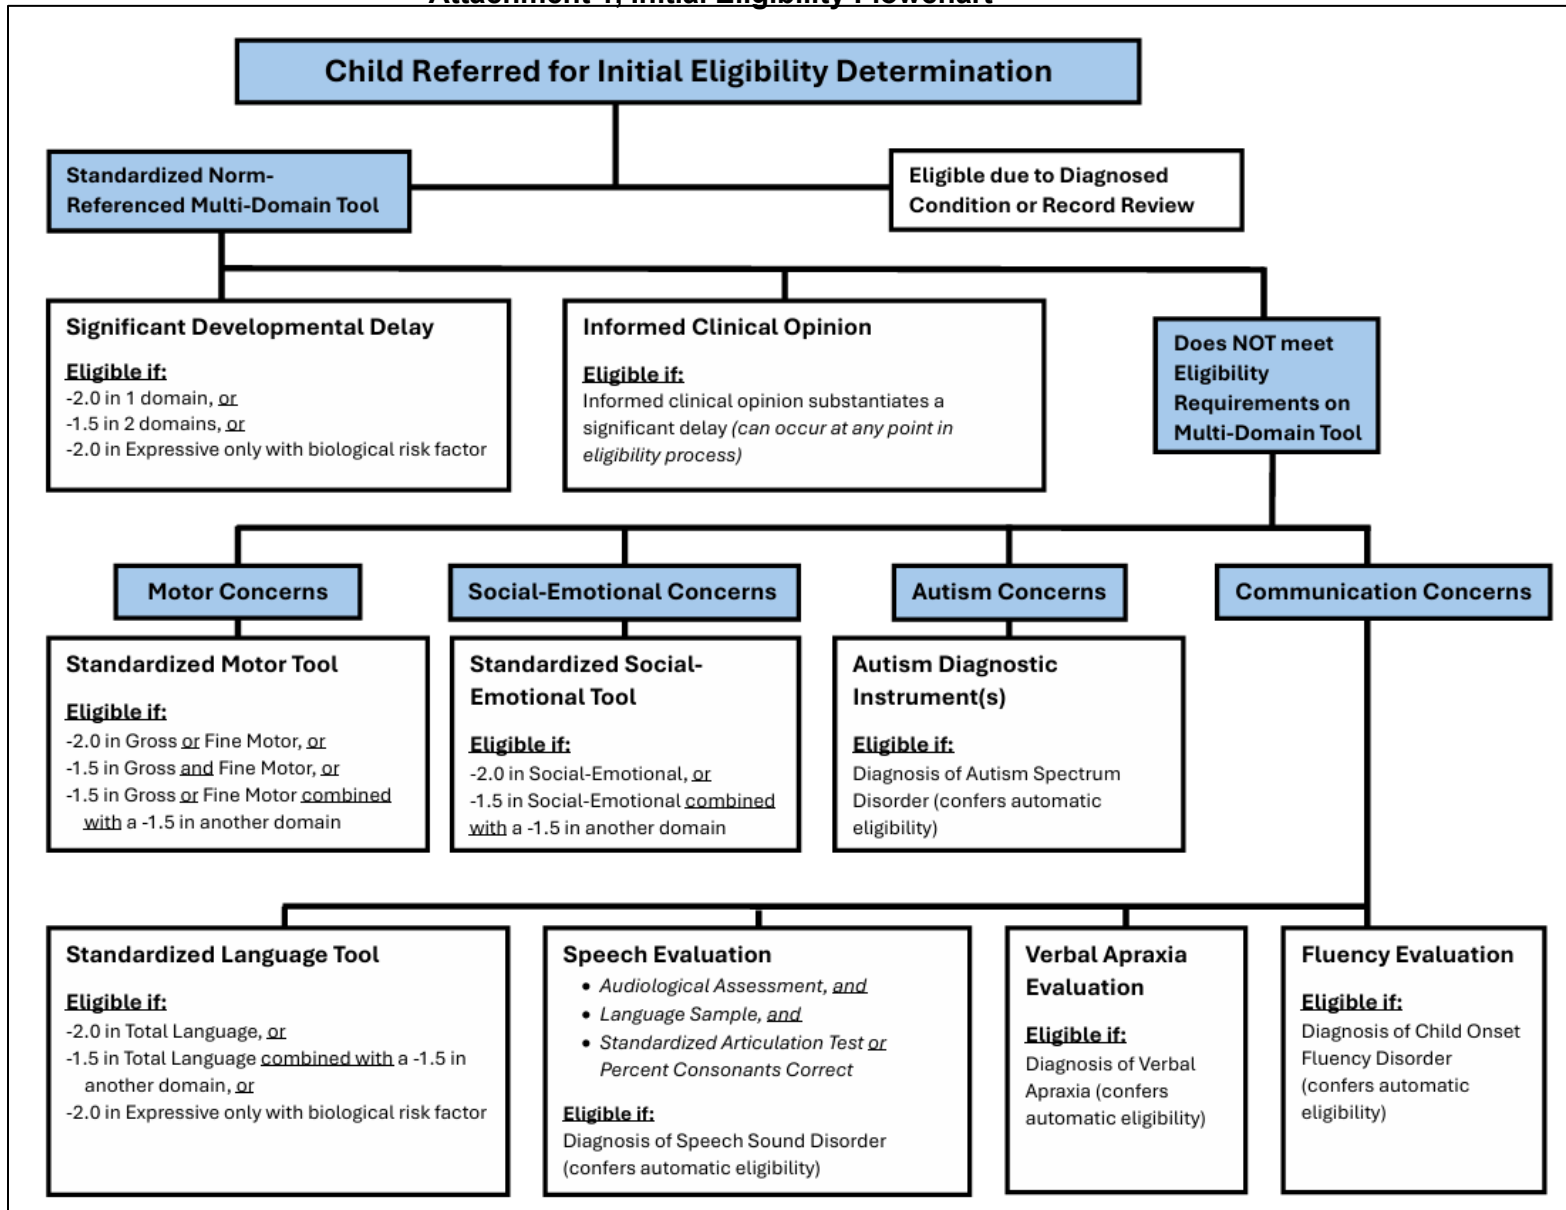 Attachment 1, Initial Eligibility Flowchart
Child Referred for Initial Eligibility Determination
Standardized Norm-
Referenced Multi-Domain Tool
Eligible due to Diagnosed
Condition or Record Review
Significant Developmental Delay
Eligible if:
-2.0 in 1 domain, or
-1.5 in 2 domains, or
-2.0 in Expressive only with biological risk factor
Informed Clinical Opinion
Eligible if:
Informed clinical opinion substantiates a
significant delay (can occur at any point in
eligibility process)
Does NOT meet
Eligibility
Requirements on
Multi-Domain Tool
Motor Concerns
Social-Emotional Concerns
Autism Concerns
Communication Concerns
Standardized Motor Tool
Eligible if:
-2.0 in Gross or Fine Motor, or
-1.5 in Gross and Fine Motor, or
-1.5 in Gross or Fine Motor combined
with a -1.5 in another domain
Standardized Social-
Emotional Tool
Eligible if:
-2.0 in Social-Emotional, or
-1.5 in Social-Emotional combined
with a -1.5 in another domain
Autism Diagnostic
Instrument(s)
Eligible if:
Diagnosis of Autism Spectrum
Disorder (confers automatic
eligibility)
Standardized Language Tool
Eligible if:
-2.0 in Total Language, or
-1.5 in Total Language combined with a -1.5 in
another domain, or
-2.0 in Expressive only with biological risk factor
Speech Evaluation
• Audiological Assessment, and
• Language Sample, and
• Standardized Articulation Test or
Percent Consonants Correct
Eligible if:
Diagnosis of Speech Sound Disorder
(confers automatic eligibility)
Verbal Apraxia
Evaluation
Eligible if:
Diagnosis of Verbal
Apraxia (confers
automatic eligibility)
Fluency Evaluation
Eligible if:
Diagnosis of Child Onset
Fluency Disorder
(confers automatic
eligibility)